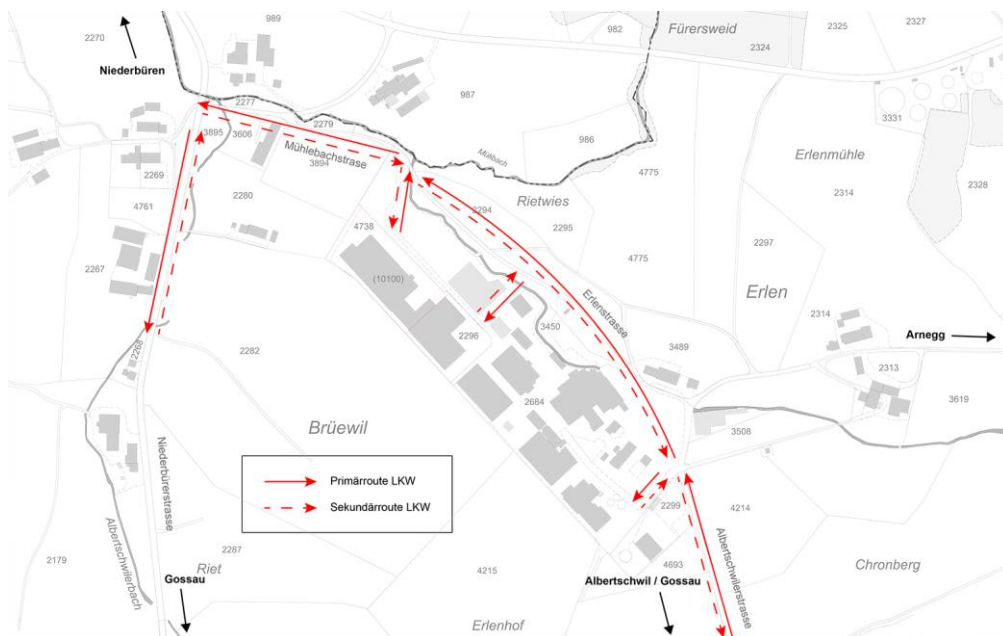 989
982
Fürersweid
2325
2327
2270
2324
Niederbüren
2277
987
3331
2279
3895
3606
986
Mühlebachstrase
3894
Erlenmühle
2269
4775
2314
2328
4761
2280
Rietwies
2294
2295
4738
2297
2267
4775
(10100)
Erlen
Erlenstrasse
2314
3450
2296
Arnegg
2268
2282
3489
2313
3619
2684
Brüewil
3508
Niederbürerstrasse
Primärroute LKW
Sekundärroute LKW
2299
4214
Albertschwilerbach
Albertschwilerstrasse
2179
2287
Riet
4215
4693
Chronberg
Gossau
Albertschwil / Gossau
Erlenhof